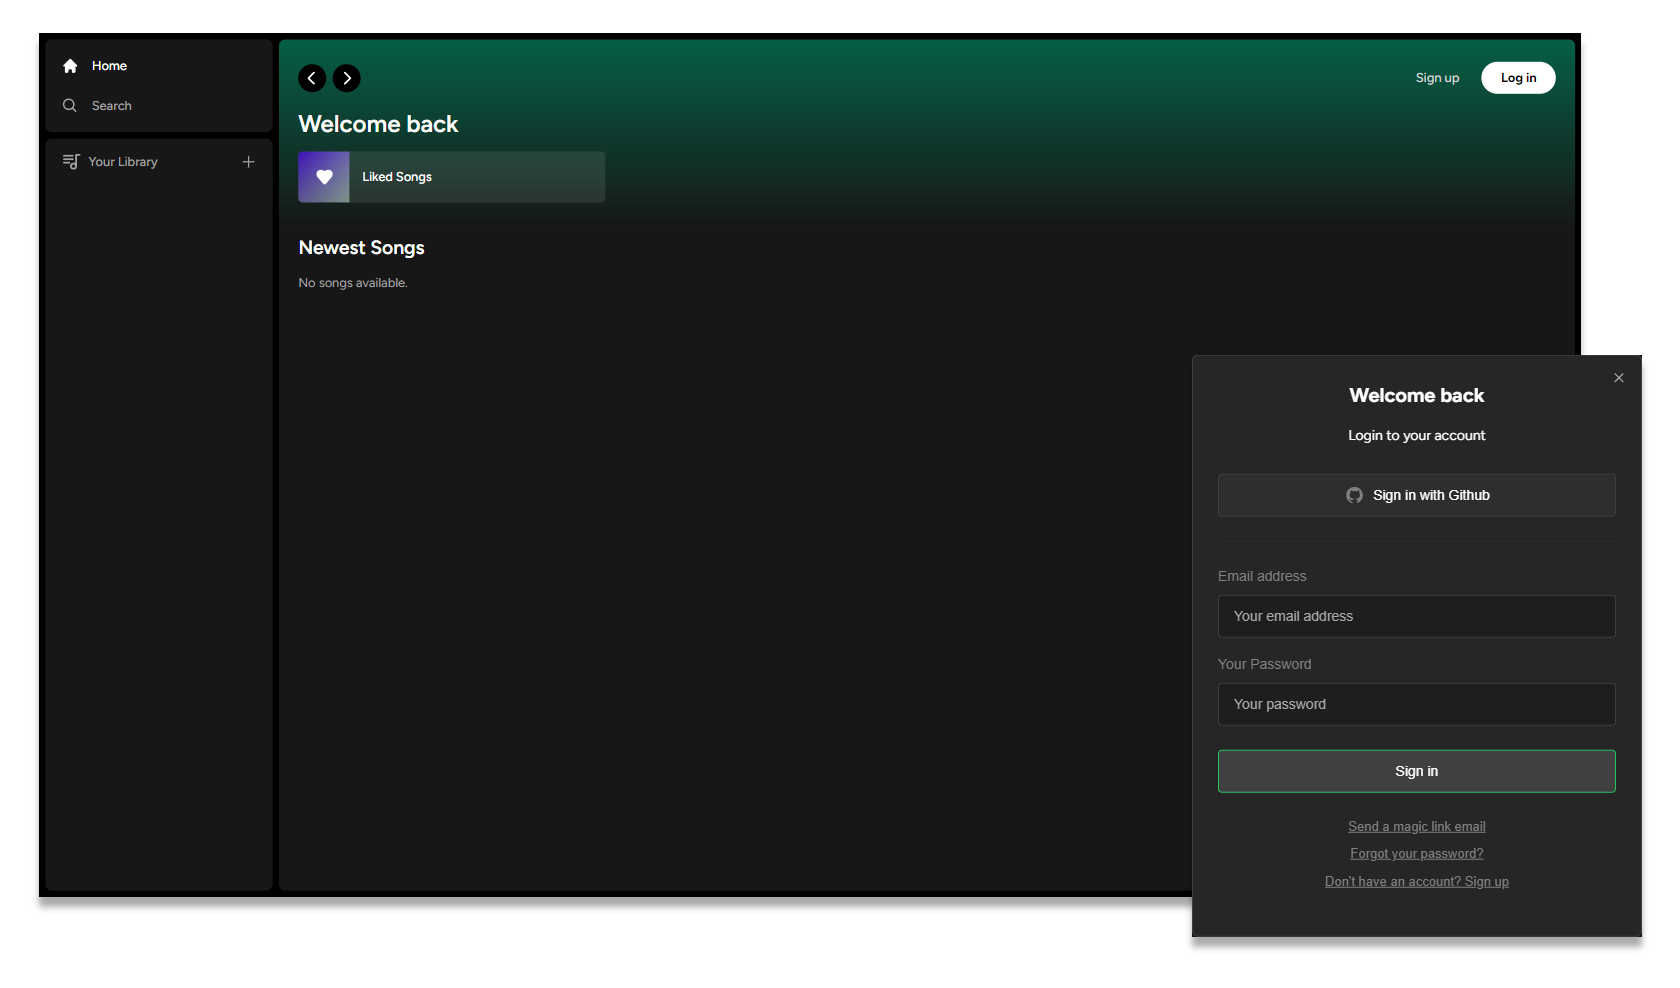 Home
Search
Your Library
Sign up
Log in
Welcome back
Liked Songs
Newest Songs
No songs available.
Welcome back
Login to your account
Sign in with Github
Email address
Your email address
Your Password
Your password
Sign in
Send a magic link email
Forgot your password?
Don't have an account? Sign up